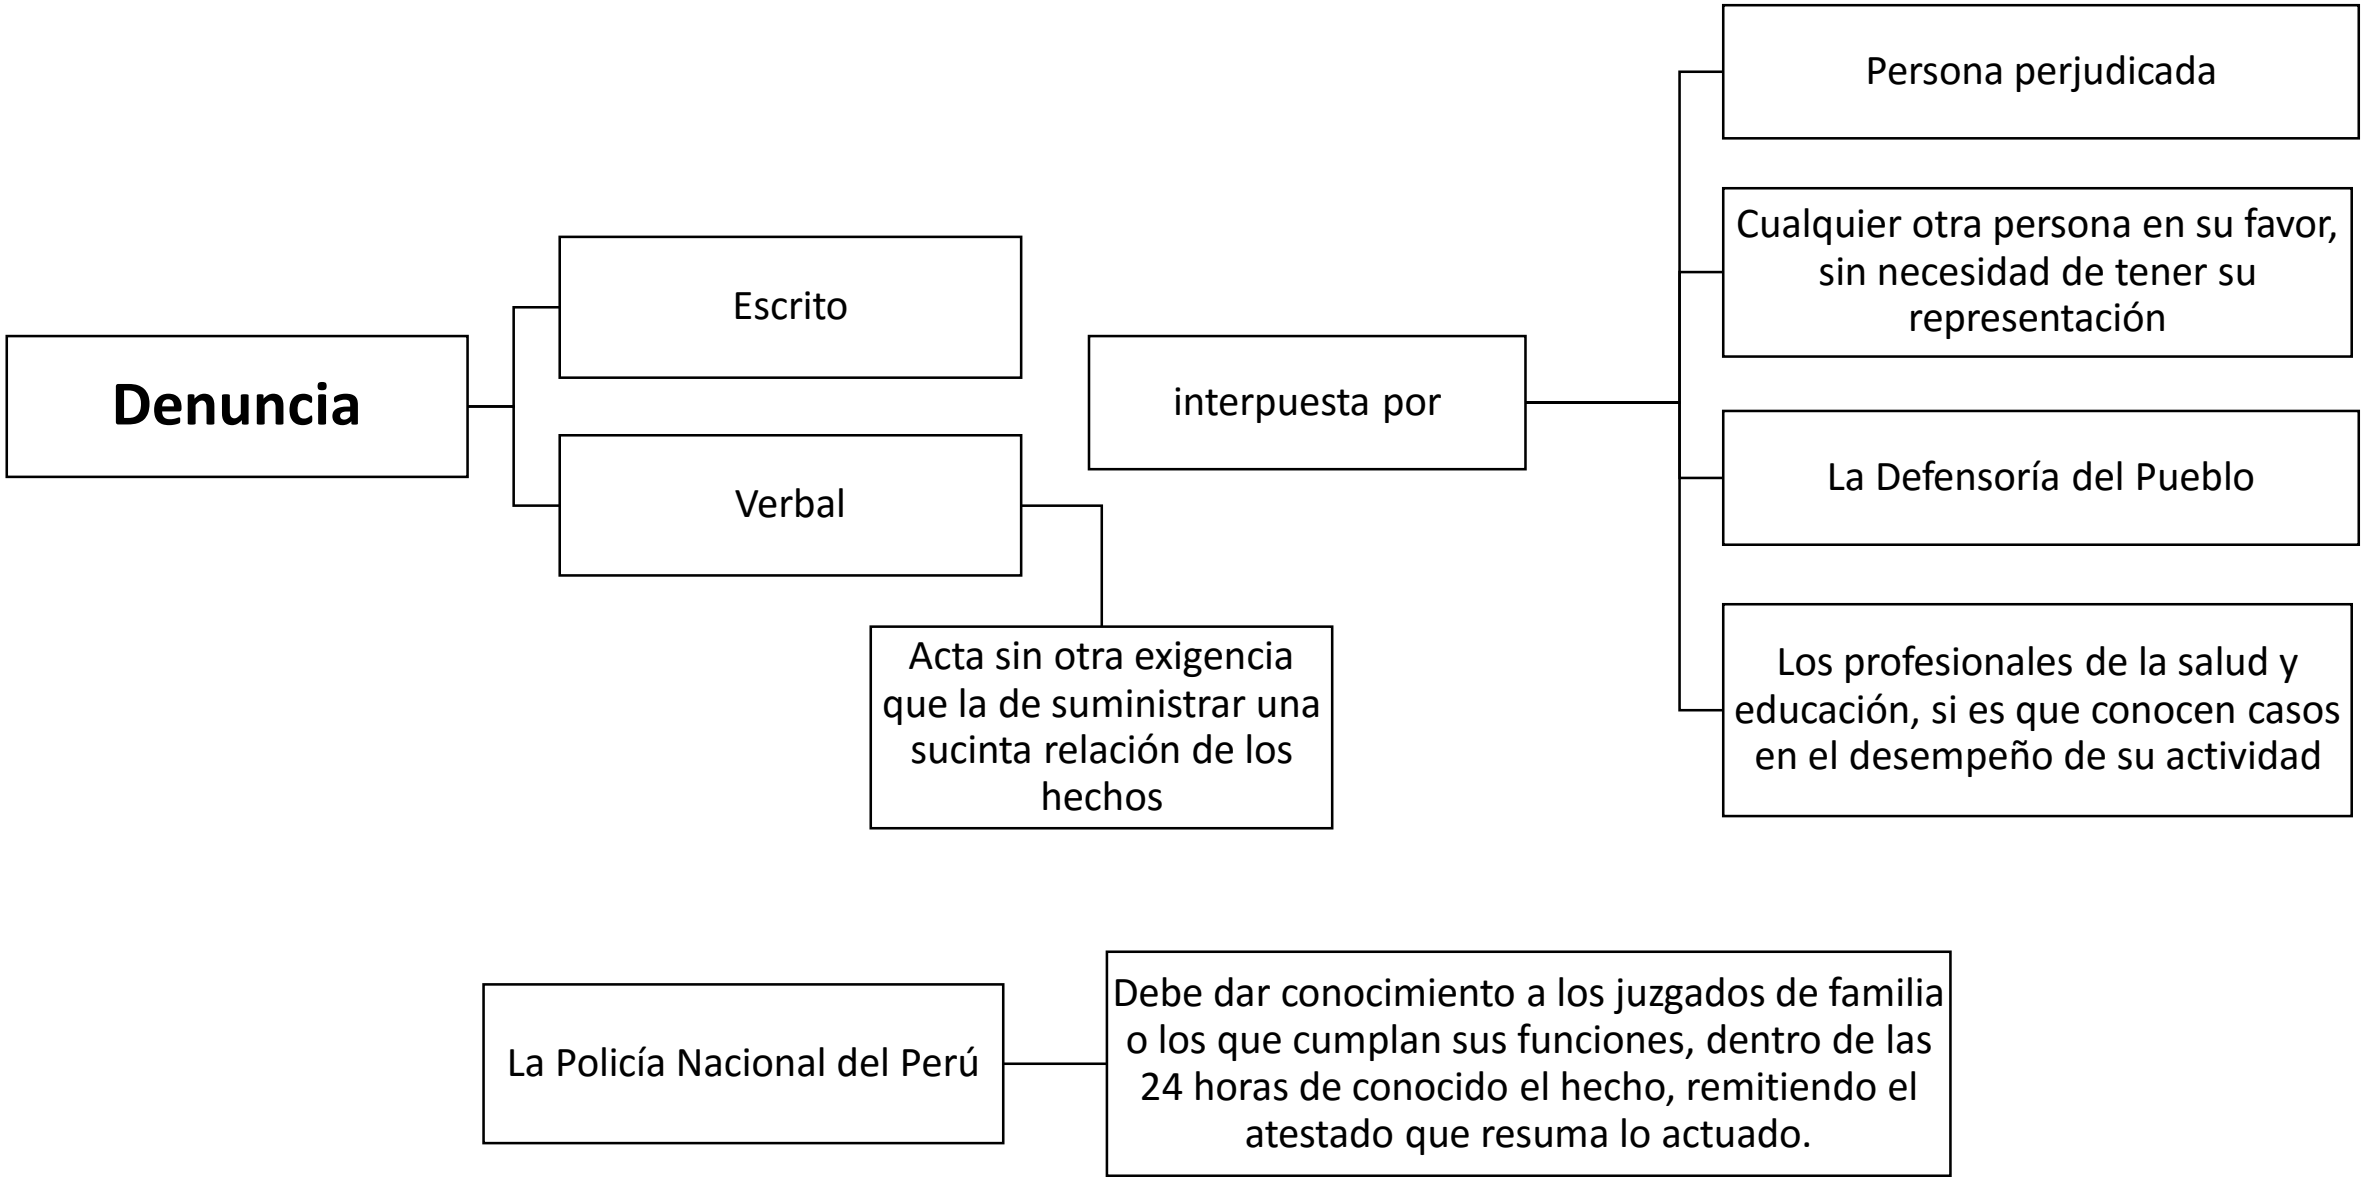 Denuncia
Escrito
Verbal
Acta sin otra exigencia
que la de suministrar una
sucinta relación de los
hechos
interpuesta por
Persona perjudicada
Cualquier otra persona en su favor,
sin necesidad de tener su
representación
La Defensoría del Pueblo
Los profesionales de la salud y
educación, si es que conocen casos
en el desempeño de su actividad
La Policía Nacional del Perú
Debe dar conocimiento a los juzgados de familia
o los que cumplan sus funciones, dentro de las
24 horas de conocido el hecho, remitiendo el
atestado que resuma lo actuado.